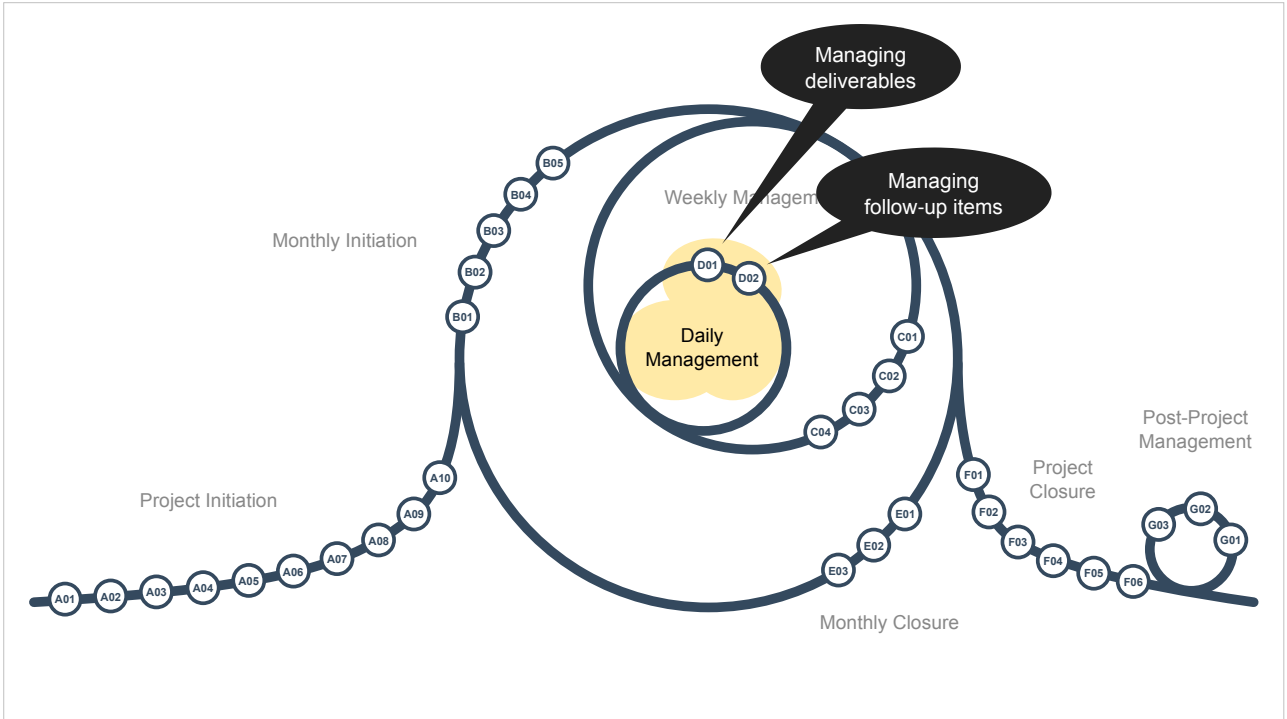 Managing
deliverables
Managing
follow-up items
Weekly Managem
Monthly Initiation
B05
B04
B03
B02
B01
D01
D02
Daily
Management
C01
C02
C03
C04
Project Initiation
A01
A02
A03
A04
A05
A06
A07
A08
A09
A10
E01
E02
E03
Monthly Closure
Project
Closure
F01
F02
F03
F04
F05
F06
Post-Project
Management
G03
G02
G01